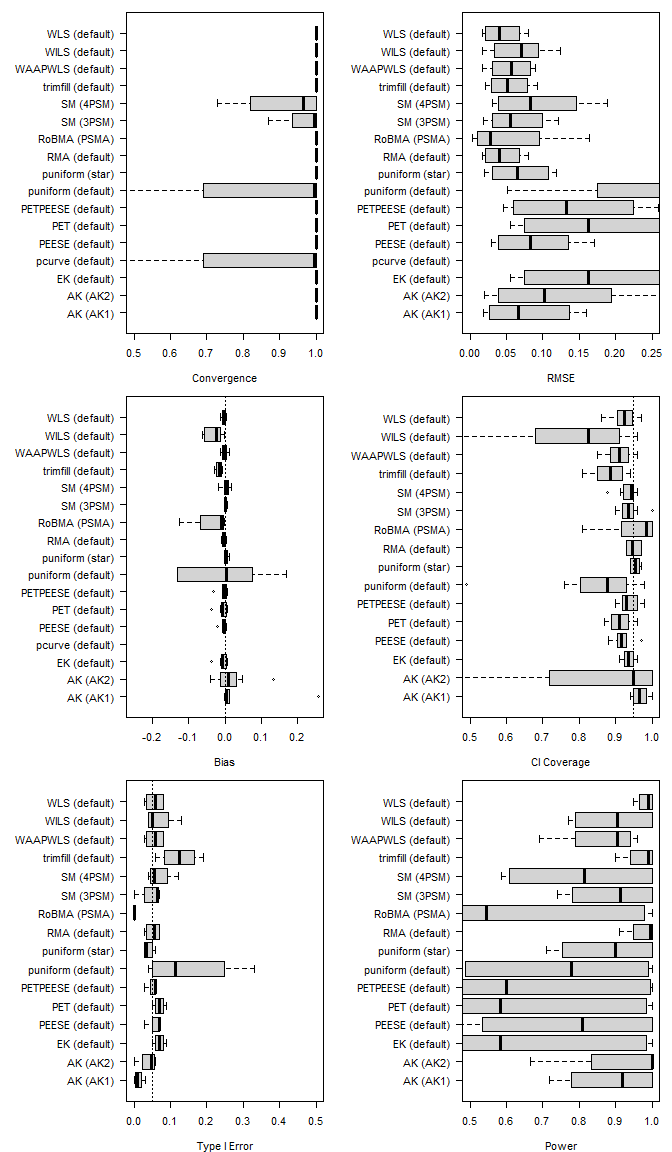 WLS (default)
WILS (default)
WAAPWLS (default)
trimfill (default)
SM (4PSM)
SM (3PSM)
RoBMA (PSMA)
RMA (default)
puniform (star)
puniform (default)
PETPEESE (default)
PET (default)
PEESE (default)
pcurve (default)
EK (default)
AK (AK2)
AK (AK1)
0.5 0.6 0.7 0.8 0.9 1.0
Convergence
WLS (default)
WILS (default)
WAAPWLS (default)
trimfill (default)
SM (4PSM)
SM (3PSM)
RoBMA (PSMA)
RMA (default)
puniform (star)
puniform (default)
PETPEESE (default)
PET (default)
PEESE (default)
pcurve (default)
EK (default)
AK (AK2)
AK (AK1)
0.00 0.05 0.10 0.15 0.20 0.25
RMSE
WLS (default)
WILS (default)
WAAPWLS (default)
trimfill (default)
SM (4PSM)
SM (3PSM)
RoBMA (PSMA)
RMA (default)
puniform (star)
puniform (default)
PETPEESE (default)
PET (default)
PEESE (default)
pcurve (default)
EK (default)
AK (AK2)
AK (AK1)
-0.2 -0.1 0.0 0.1 0.2
Bias
WLS (default)
WILS (default)
WAAPWLS (default)
trimfill (default)
SM (4PSM)
SM (3PSM)
RoBMA (PSMA)
RMA (default)
puniform (star)
puniform (default)
PETPEESE (default)
PET (default)
PEESE (default)
EK (default)
AK (AK2)
AK (AK1)
0.5 0.6 0.7 0.8 0.9 1.0
CI Coverage
WLS (default)
WILS (default)
WAAPWLS (default)
trimfill (default)
SM (4PSM)
SM (3PSM)
RoBMA (PSMA)
RMA (default)
puniform (star)
puniform (default)
PETPEESE (default)
PET (default)
PEESE (default)
EK (default)
AK (AK2)
AK (AK1)
0.0 0.1 0.2 0.3 0.4 0.5
Type I Error
WLS (default)
WILS (default)
WAAPWLS (default)
trimfill (default)
SM (4PSM)
SM (3PSM)
RoBMA (PSMA)
RMA (default)
puniform (star)
puniform (default)
PETPEESE (default)
PET (default)
PEESE (default)
EK (default)
AK (AK2)
AK (AK1)
0.5 0.6 0.7 0.8 0.9 1.0
Power